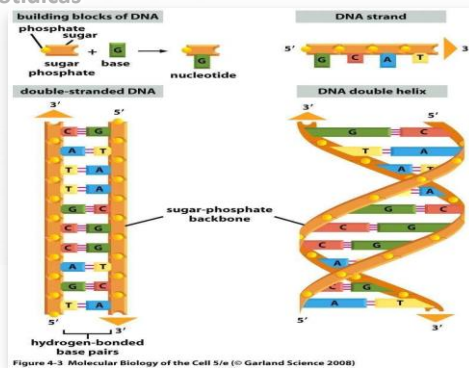 building blocks of DNA
phosphate
sugar
+
G
base
sugar
phosphate
G
nucleotide
DNA strand
5′
3′
G C A T
double-stranded DNA
3′
5′
C G
A T
T A
T A
G C
C G
C G
A T
G C
T A
5′
3′
hydrogen-bonded
base pairs
sugar-phosphate
backbone
DNA double helix
3′
5′
G C
T A
A T
A
G C
C G
C G
A
C G
A T
5′
3′
Figure 4-3 Molecular Biology of the Cell 5/e (© Garland Science 2008)